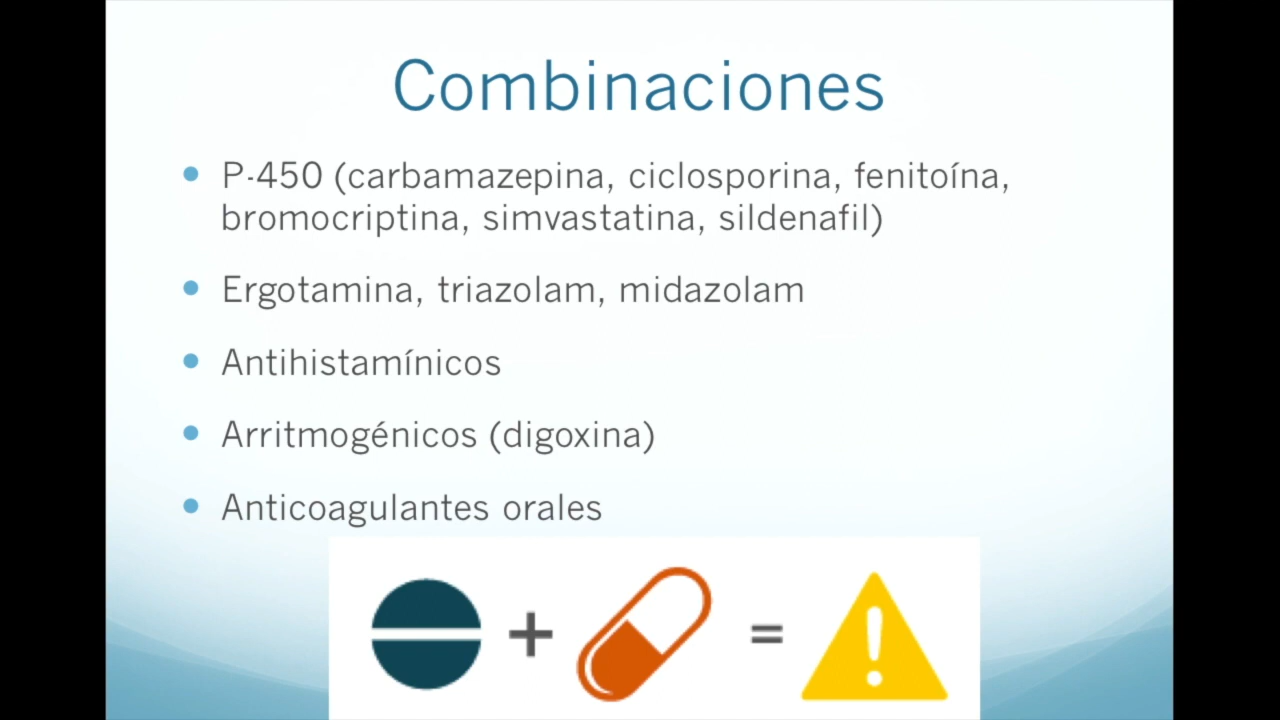 Combinaciones
• P-450 (carbamazepina, ciclosporina, fenitoína,
bromocriptina, simvastatina, sildenafil)
• Ergotamina, triazolam, midazolam
• Antihistamínicos
• Arritmogénicos (digoxina)
• Anticoagulantes orales
+ = !